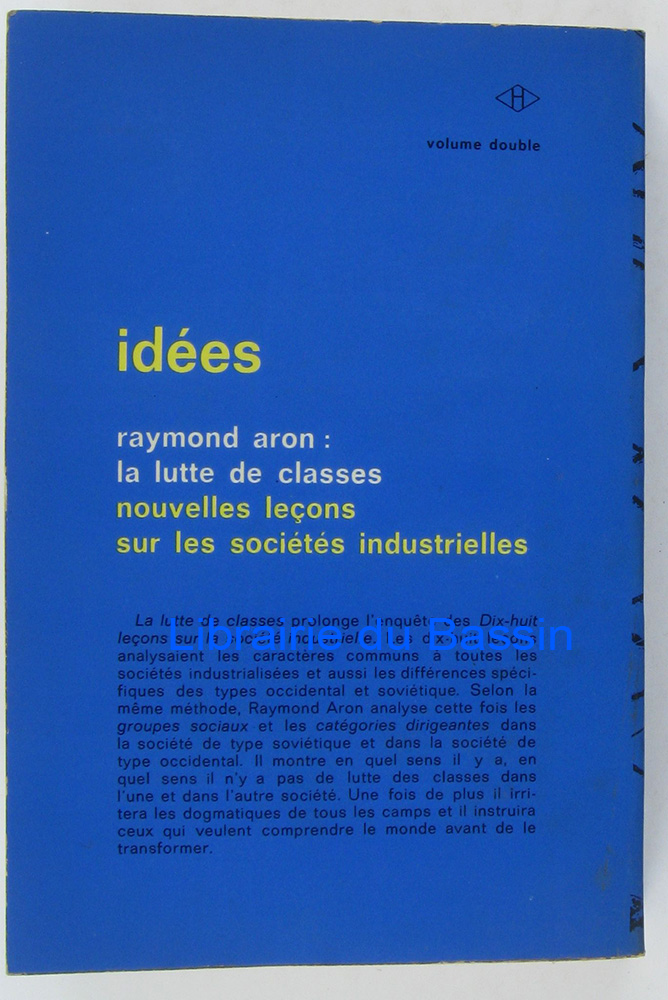 H
volume double
idées
raymond aron :
la lutte de classes
nouvelles leçons
sur les sociétés industrielles
La lutte de classes prolonge l'enquête des Dix-huit
leçons sur la société industrielle. Les dix-huit leçons
Librairie du Bassin
analysaient les caractères communs à toutes les
sociétés industrialisées et aussi les différences spéci-
fiques des types occidental et soviétique. Selon la
même méthode, Raymond Aron analyse cette fois les
groupes sociaux et les catégories dirigeantes dans
la société de type soviétique et dans la société de
type occidental. Il montre en quel sens il y a, en
quel sens il n'y a pas de lutte des classes dans
l'une et dans l'autre société. Une fois de plus il irri-
tera les dogmatiques de tous les camps et il instruira
ceux qui veulent comprendre le monde avant de le
transformer.